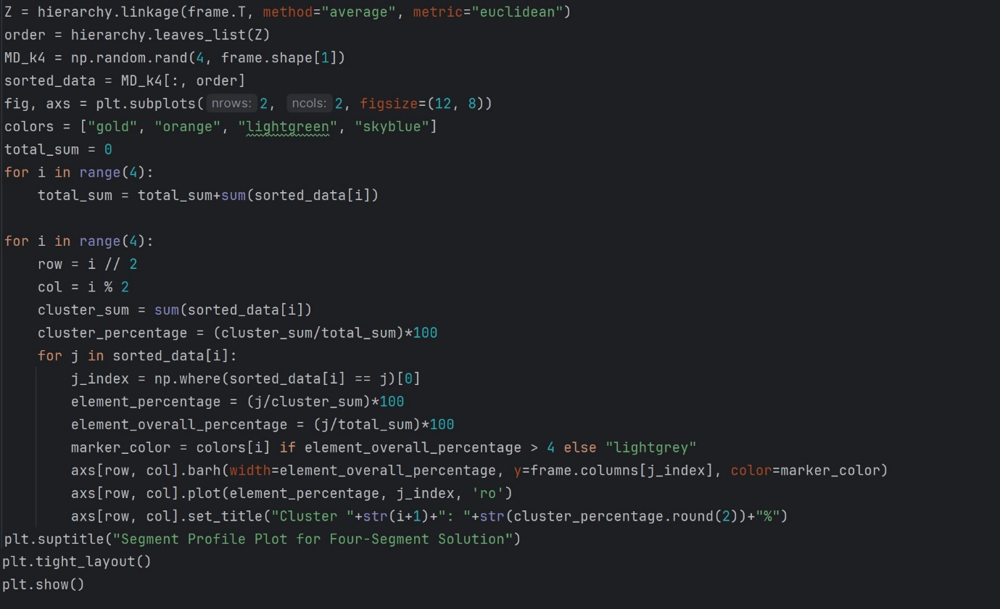 Z = hierarchy.linkage(frame.T, method="average", metric="euclidean")
order = hierarchy.leaves_list(Z)
MD_k4 = np.random.rand(4, frame.shape[1])
sorted_data = MD_k4[:, order]
fig, axs = plt.subplots( nrows: 2, ncols: 2, figsize=(12, 8))
colors = ["gold", "orange", "lightgreen", "skyblue"]
total_sum = 0
for i in range(4):
    total_sum = total_sum+sum(sorted_data[i])

for i in range(4):
    row = i // 2
    col = i % 2
    cluster_sum = sum(sorted_data[i])
    cluster_percentage = (cluster_sum/total_sum)*100
    for j in sorted_data[i]:
        j_index = np.where(sorted_data[i] == j)[0]
        element_percentage = (j/cluster_sum)*100
        element_overall_percentage = (j/total_sum)*100
        marker_color = colors[i] if element_overall_percentage > 4 else "lightgrey"
        axs[row, col].barh(width=element_overall_percentage, y=frame.columns[j_index], color=marker_color)
        axs[row, col].plot(element_percentage, j_index, 'ro')
        axs[row, col].set_title("Cluster "+str(i+1)+": "+str(cluster_percentage.round(2))+"%")
plt.suptitle("Segment Profile Plot for Four-Segment Solution")
plt.tight_layout()
plt.show()